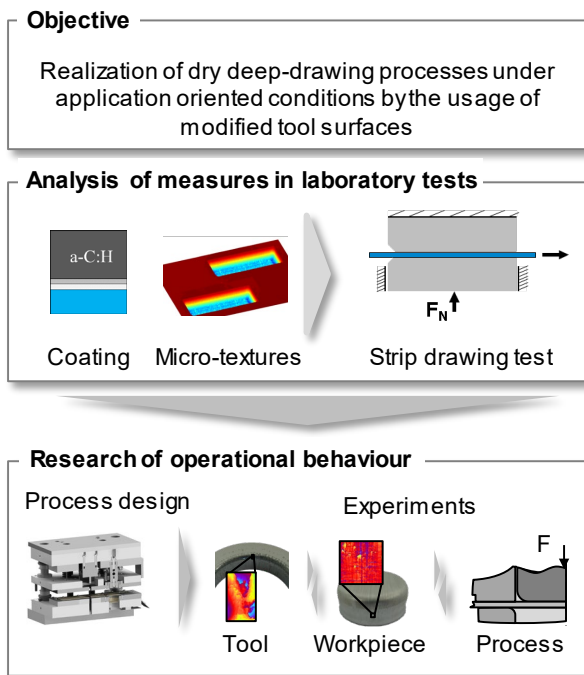 Objective
Realization of dry deep-drawing processes under
application oriented conditions by the usage of
modified tool surfaces
Analysis of measures in laboratory tests
a-C:H
F_N
Coating
Micro-textures
Strip drawing test
Research of operational behaviour
Process design
Experiments
F
Tool
Workpiece
Process